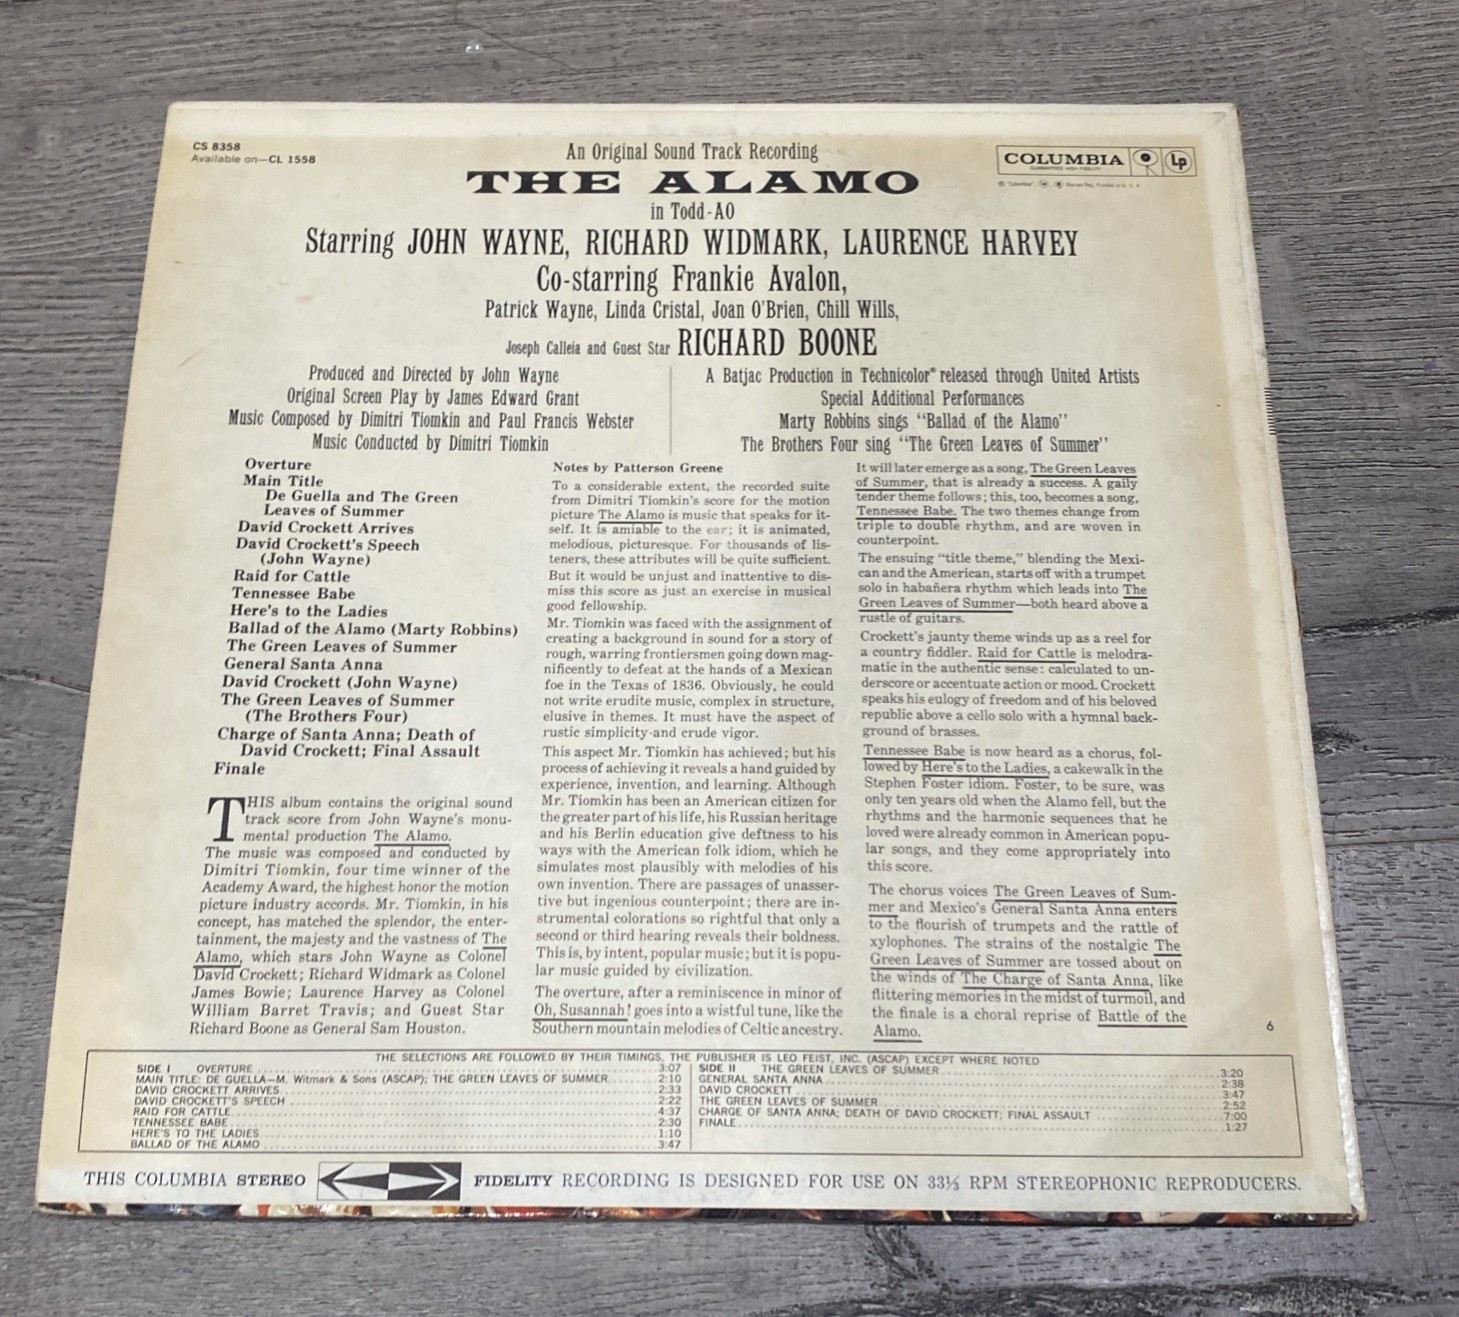 CS 8358
Available on—CL 1558
An Original Sound Track Recording
THE ALAMO
in Todd-AO
COLUMBIA
GUARANTEED HIGH FIDELITY
Lp
Starring JOHN WAYNE, RICHARD WIDMARK, LAURENCE HARVEY
Co-starring Frankie Avalon,
Patrick Wayne, Linda Cristal, Joan O'Brien, Chill Wills,
Joseph Calleia and Guest Star RICHARD BOONE
Produced and Directed by John Wayne
Original Screen Play by James Edward Grant
Music Composed by Dimitri Tiomkin and Paul Francis Webster
Music Conducted by Dimitri Tiomkin
A Batjac Production in Technicolor® released through United Artists
Special Additional Performances
Marty Robbins sings "Ballad of the Alamo"
The Brothers Four sing "The Green Leaves of Summer"
Overture
Main Title
De Guella and The Green
Leaves of Summer
David Crockett Arrives
David Crockett's Speech
(John Wayne)
Raid for Cattle
Tennessee Babe
Here's to the Ladies
Ballad of the Alamo (Marty Robbins)
The Green Leaves of Summer
General Santa Anna
David Crockett (John Wayne)
The Green Leaves of Summer
(The Brothers Four)
Charge of Santa Anna; Death of
David Crockett; Final Assault
Finale
THIS album contains the original sound
track score from John Wayne's monu-
mental production The Alamo.
The music was composed and conducted by
Dimitri Tiomkin, four time winner of the
Academy Award, the highest honor the motion
picture industry accords. Mr. Tiomkin, in his
concept, has matched the splendor, the enter-
tainment, the majesty and the vastness of The
Alamo, which stars John Wayne as Colonel
David Crockett; Richard Widmark as Colonel
James Bowie; Laurence Harvey as Colonel
William Barret Travis; and Guest Star
Richard Boone as General Sam Houston.
Notes by Patterson Greene
To a considerable extent, the recorded suite
from Dimitri Tiomkin's score for the motion
picture The Alamo is music that speaks for it-
self. It is amiable to the ear; it is animated,
melodious, picturesque. For thousands of lis-
teners, these attributes will be quite sufficient.
But it would be unjust and inattentive to dis-
miss this score as just an exercise in musical
good fellowship.
Mr. Tiomkin was faced with the assignment of
creating a background in sound for a story of
rough, warring frontiersmen going down mag-
nificently to defeat at the hands of a Mexican
foe in the Texas of 1836. Obviously, he could
not write erudite music, complex in structure,
elusive in themes. It must have the aspect of
rustic simplicity and crude vigor.
This aspect Mr. Tiomkin has achieved; but his
process of achieving it reveals a hand guided by
experience, invention, and learning. Although
Mr. Tiomkin has been an American citizen for
the greater part of his life, his Russian heritage
and his Berlin education give deftness to his
ways with the American folk idiom, which he
simulates most plausibly with melodies of his
own invention. There are passages of unasser-
tive but ingenious counterpoint; there are in-
strumental colorations so rightful that only a
second or third hearing reveals their boldness.
This is, by intent, popular music; but it is popu-
lar music guided by civilization.
The overture, after a reminiscence in minor of
Oh, Susannah! goes into a wistful tune, like the
Southern mountain melodies of Celtic ancestry.
It will later emerge as a song, The Green Leaves
of Summer, that is already a success. A gaily
tender theme follows; this, too, becomes a song,
Tennessee Babe. The two themes change from
triple to double rhythm, and are woven in
counterpoint.
The ensuing "title theme," blending the Mexi-
can and the American, starts off with a trumpet
solo in habañera rhythm which leads into The
Green Leaves of Summer—both heard above a
rustle of guitars.
Crockett's jaunty theme winds up as a reel for
a country fiddler. Raid for Cattle is melodra-
matic in the authentic sense: calculated to un-
derscore or accentuate action or mood. Crockett
speaks his eulogy of freedom and of his beloved
republic above a cello solo with a hymnal back-
ground of brasses.
Tennessee Babe is now heard as a chorus, fol-
lowed by Here's to the Ladies, a cakewalk in the
Stephen Foster idiom. Foster, to be sure, was
only ten years old when the Alamo fell, but the
rhythms and the harmonic sequences that he
loved were already common in American popu-
lar songs, and they come appropriately into
this score.
The chorus voices The Green Leaves of Sum-
mer and Mexico's General Santa Anna enters
to the flourish of trumpets and the rattle of
xylophones. The strains of the nostalgic The
Green Leaves of Summer are tossed about on
the winds of The Charge of Santa Anna, like
flittering memories in the midst of turmoil, and
the finale is a choral reprise of Battle of the
Alamo.
6
THE SELECTIONS ARE FOLLOWED BY THEIR TIMINGS. THE PUBLISHER IS LEO FEIST, INC. (ASCAP) EXCEPT WHERE NOTED
SIDE I OVERTURE 3:07
MAIN TITLE: DE GUELLA—M. Witmark & Sons (ASCAP); THE GREEN LEAVES OF SUMMER 2:10
DAVID CROCKETT ARRIVES 2:33
DAVID CROCKETT'S SPEECH 2:22
RAID FOR CATTLE 4:37
TENNESSEE BABE 2:30
HERE'S TO THE LADIES 1:10
BALLAD OF THE ALAMO 3:47
SIDE II THE GREEN LEAVES OF SUMMER 3:20
GENERAL SANTA ANNA 2:38
DAVID CROCKETT 3:47
THE GREEN LEAVES OF SUMMER 2:52
CHARGE OF SANTA ANNA; DEATH OF DAVID CROCKETT; FINAL ASSAULT 7:00
FINALE 1:27
THIS COLUMBIA STEREO FIDELITY RECORDING IS DESIGNED FOR USE ON 33⅓ RPM STEREOPHONIC REPRODUCERS.